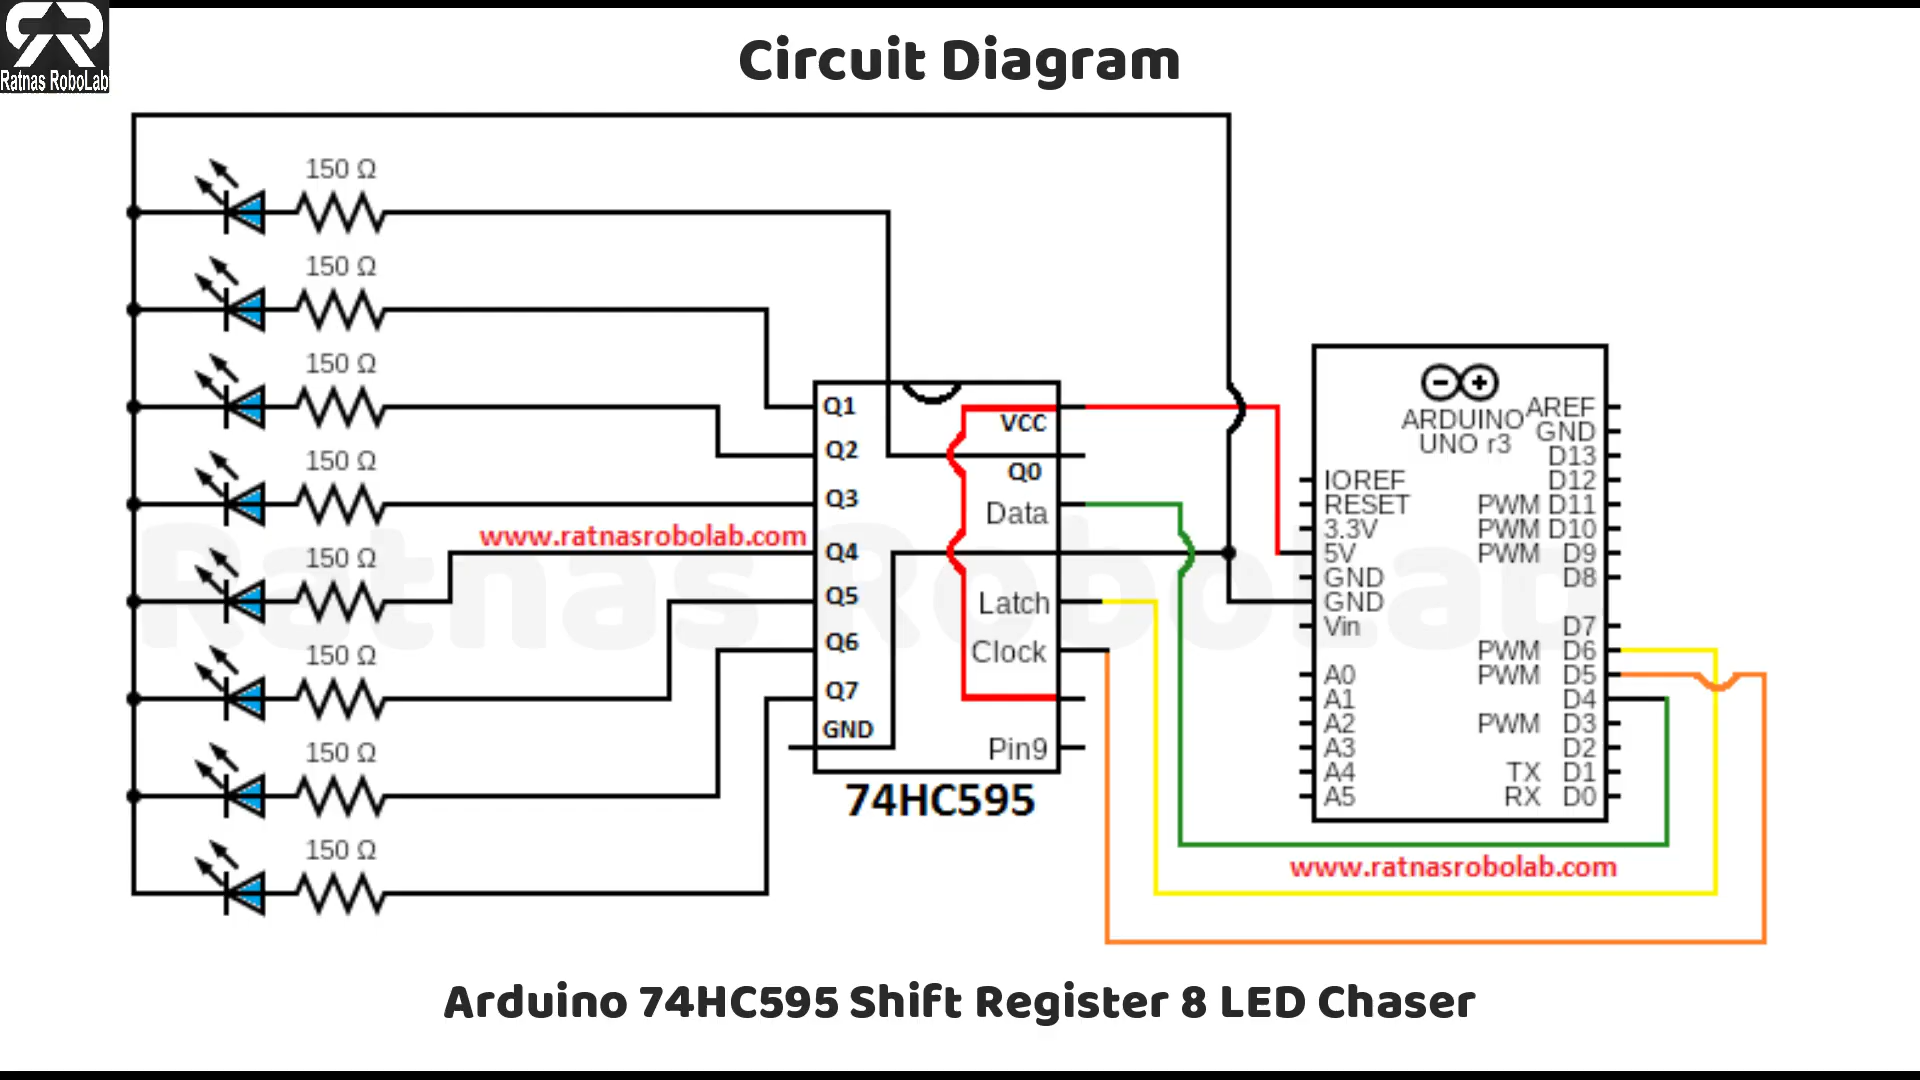 Ratnas RoboLab
Circuit Diagram
150 Ω
150 Ω
150 Ω
150 Ω
150 Ω
150 Ω
150 Ω
150 Ω
www.ratnasrobolab.com
Ratnas RoboLab
Q1
Q2
Q3
Q4
Q5
Q6
Q7
GND
VCC
Q0
Data
Latch
Clock
Pin9
74HC595
ARDUINO
UNO r3
IOREF
RESET
3.3V
5V
GND
GND
Vin
A0
A1
A2
A3
A4
A5
AREF
GND
D13
D12
PWM D11
PWM D10
PWM D9
D8
D7
PWM D6
PWM D5
D4
PWM D3
D2
TX D1
RX D0
www.ratnasrobolab.com
Arduino 74HC595 Shift Register 8 LED Chaser